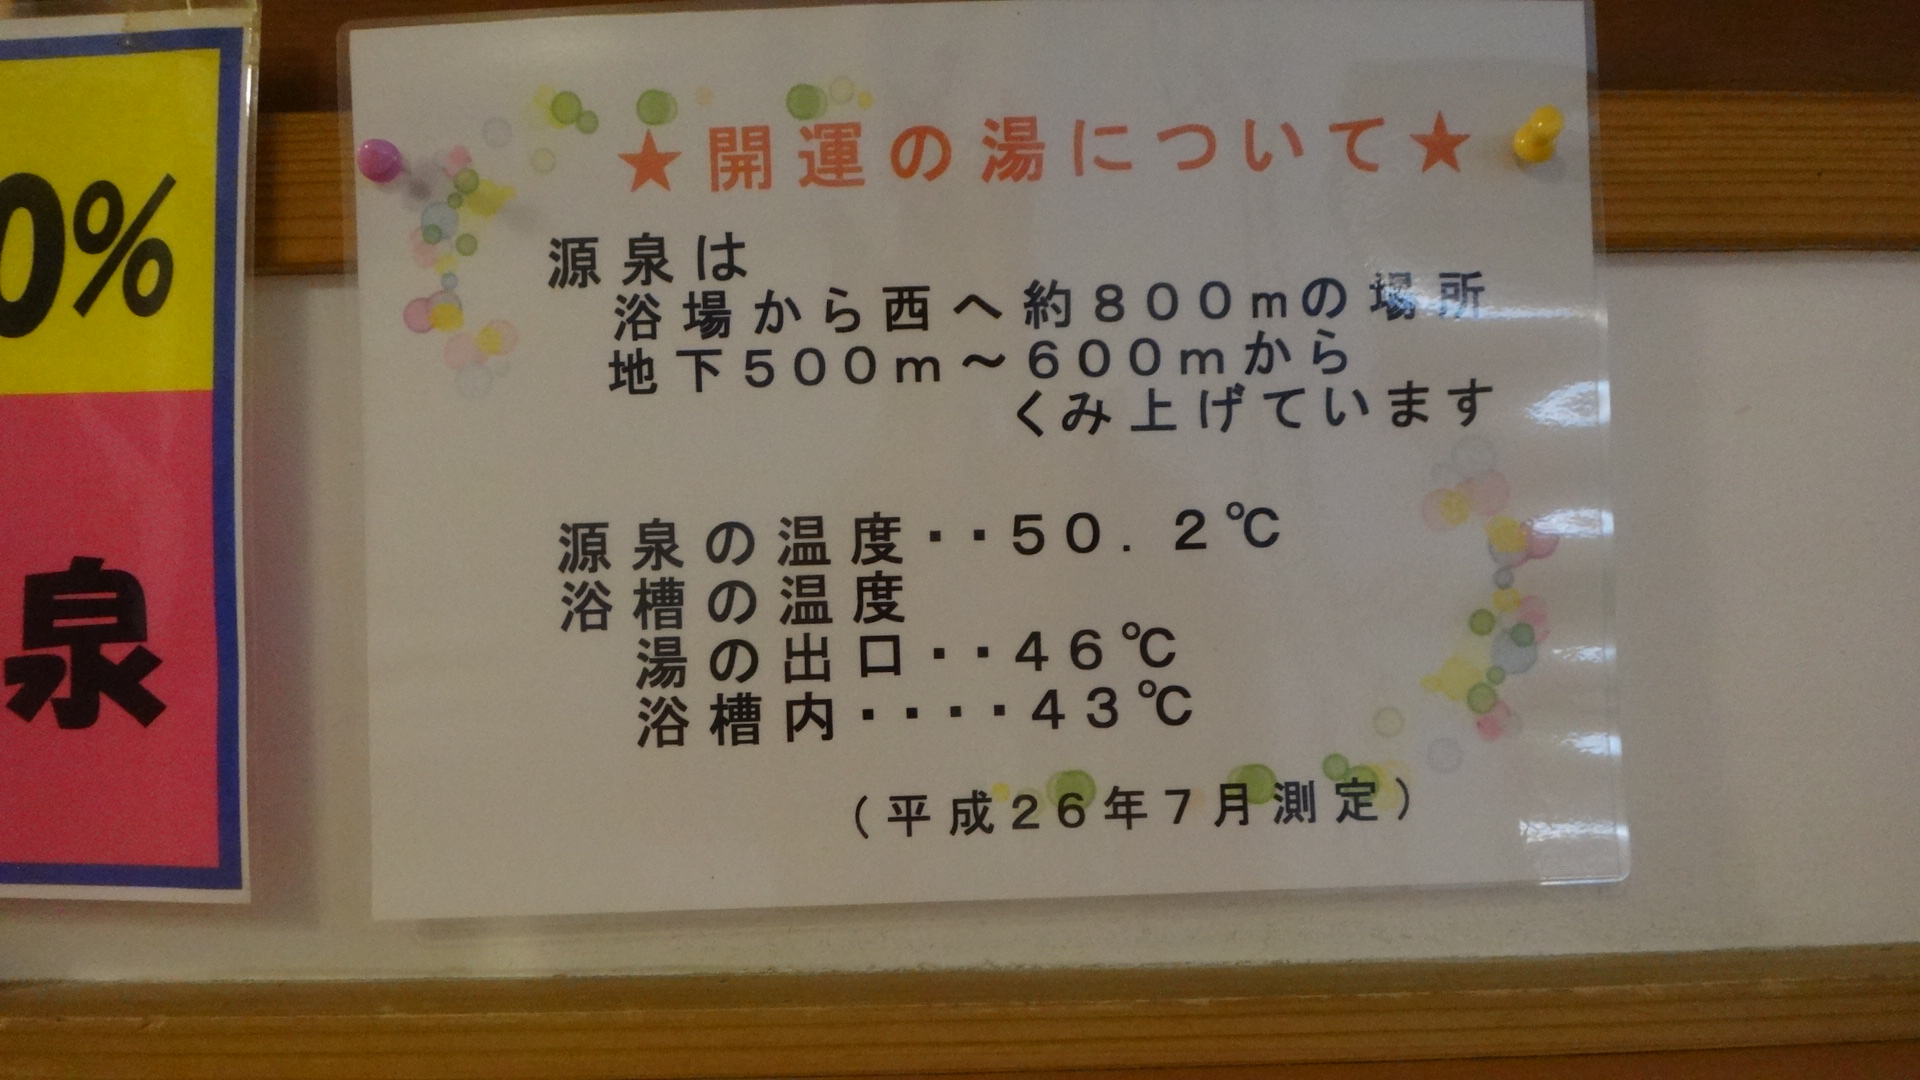 0%
泉
★開運の湯について★
源泉は
浴場から西へ約800mの場所
地下500m～600mから
くみ上げています
源泉の温度・・50.2℃
浴槽の温度
湯の出口・・46℃
浴槽内・・・・43℃
（平成26年7月測定）